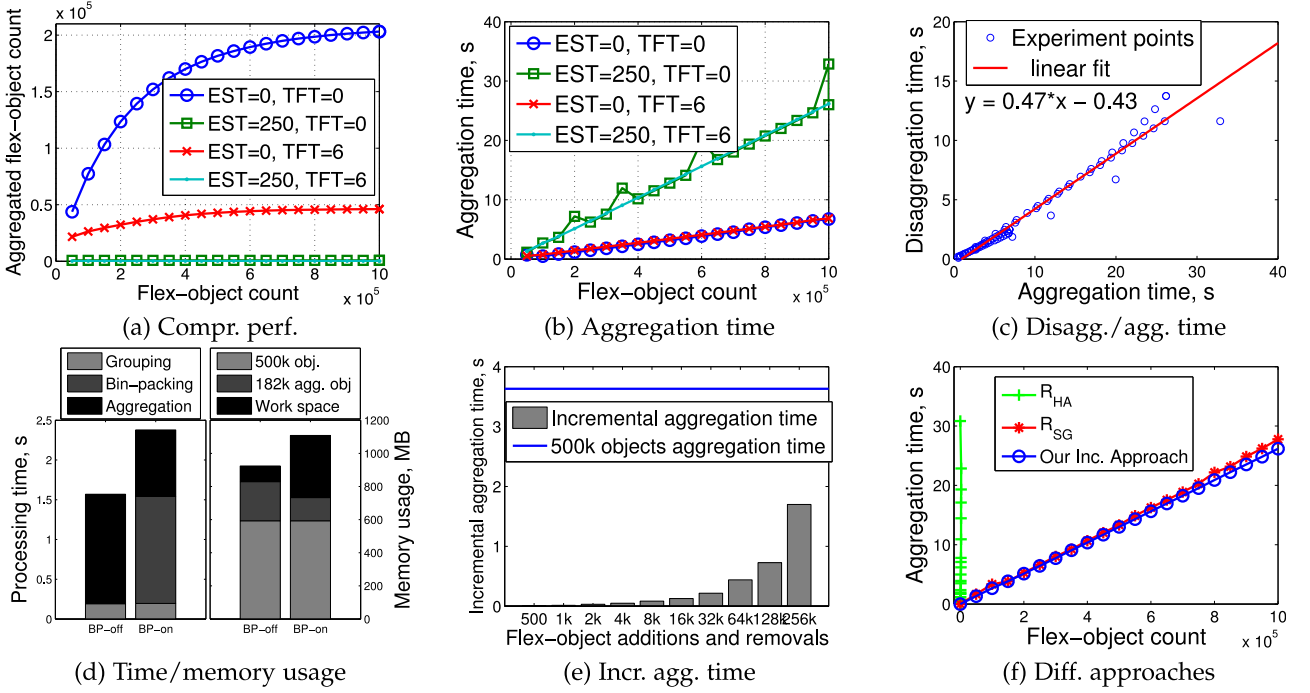 x 10^5
Aggregated flex−object count
2
1.5
1
0.5
0
EST=0, TFT=0
EST=250, TFT=0
EST=0, TFT=6
EST=250, TFT=6
0 2 4 6 8 10
Flex−object count
x 10^5
(a) Compr. perf.
Aggregation time, s
40
30
20
10
0
EST=0, TFT=0
EST=250, TFT=0
EST=0, TFT=6
EST=250, TFT=6
0 2 4 6 8 10
Flex−object count
x 10^5
(b) Aggregation time
Disaggregation time, s
20
15
10
5
0
Experiment points
linear fit
y = 0.47*x − 0.43
10 20 30 40
Aggregation time, s
(c) Disagg./agg. time
Grouping
Bin−packing
Aggregation
500k obj.
182k agg. obj
Work space
Processing time, s
2.5
2
1.5
1
0.5
0
BP−off BP−on
BP−off BP−on
1200
1000
800
600
400
200
0
Memory usage, MB
(d) Time/memory usage
Incremental aggregation time, s
4
3
2
1
0
Incremental aggregation time
500k objects aggregation time
500 1k 2k 4k 8k 16k 32k 64k 128k 256k
Flex−object additions and removals
(e) Incr. agg. time
Aggregation time, s
40
30
20
10
0
R_HA
R_SG
Our Inc. Approach
0 2 4 6 8 10
Flex−object count
x 10^5
(f) Diff. approaches